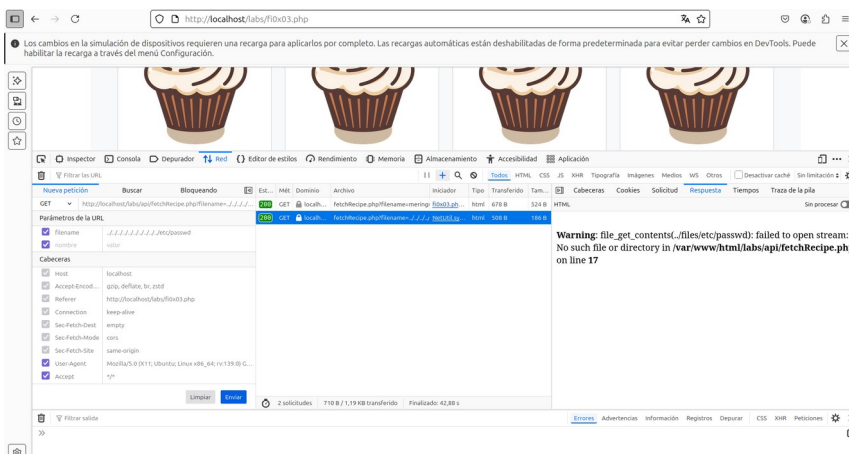 http://localhost/labs/fi0x03.php
Los cambios en la simulación de dispositivos requieren una recarga para aplicarlos por completo. Las recargas automáticas están deshabilitadas de forma predeterminada para evitar perder cambios en DevTools. Puede
habilitar la recarga a través del menú Configuración.
Inspector Consola Depurador Red Editor de estilos Rendimiento Memoria Almacenamiento Accesibilidad Aplicación
Filtrar las URL Todos HTML CSS JS XHR Tipografía Imágenes Medios WS Otros Desactivar caché Sin limitación
Nueva petición Buscar Bloqueando Est... Mét Dominio Archivo Iniciador Tipo Transferido Tam... Cabeceras Cookies Solicitud Respuesta Tiempos Traza de la pila
GET http://localhost/labs/api/fetchRecipe.php?filename=././././... 200 GET localh... fetchRecipe.php?filename=mering fi0x03.ph... html 678 B 524 B HTML Sin procesar
Parámetros de la URL 200 GET localh... fetchRecipe.php?filename=././././ NetUtil.sy... html 508 B 186 B
filename ././././././././././etc/passwd
nombre valor
Warning: file_get_contents(../files/etc/passwd): failed to open stream:
No such file or directory in /var/www/html/labs/api/fetchRecipe.ph
on line 17
Cabeceras
Host localhost
Accept-Encod... gzip, deflate, br, zstd
Referer http://localhost/labs/fi0x03.php
Connection keep-alive
Sec-Fetch-Dest empty
Sec-Fetch-Mode cors
Sec-Fetch-Site same-origin
User-Agent Mozilla/5.0 (X11; Ubuntu; Linux x86_64; rv:139.0) G...
Accept */*
Limpiar Enviar
2 solicitudes 710 B / 1,19 KB transferido Finalizado: 42,88 s
Filtrar salida Errores Advertencias Información Registros Depurar CSS XHR Peticiones